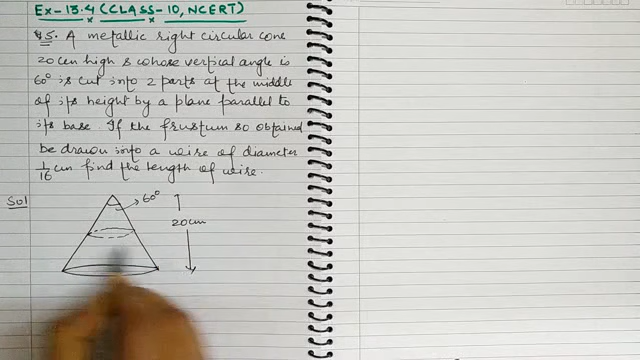 Ex-13.4 (CLASS-10, NCERT)
Q5. A metallic right circular cone
20 cm high & whose vertical angle is
60° is cut into 2 parts at the middle
of its height by a plane parallel to
its base. If the frustum so obtained
be drawn into a wire of diameter
1/16 cm find the length of wire.
Sol
60°
20 cm